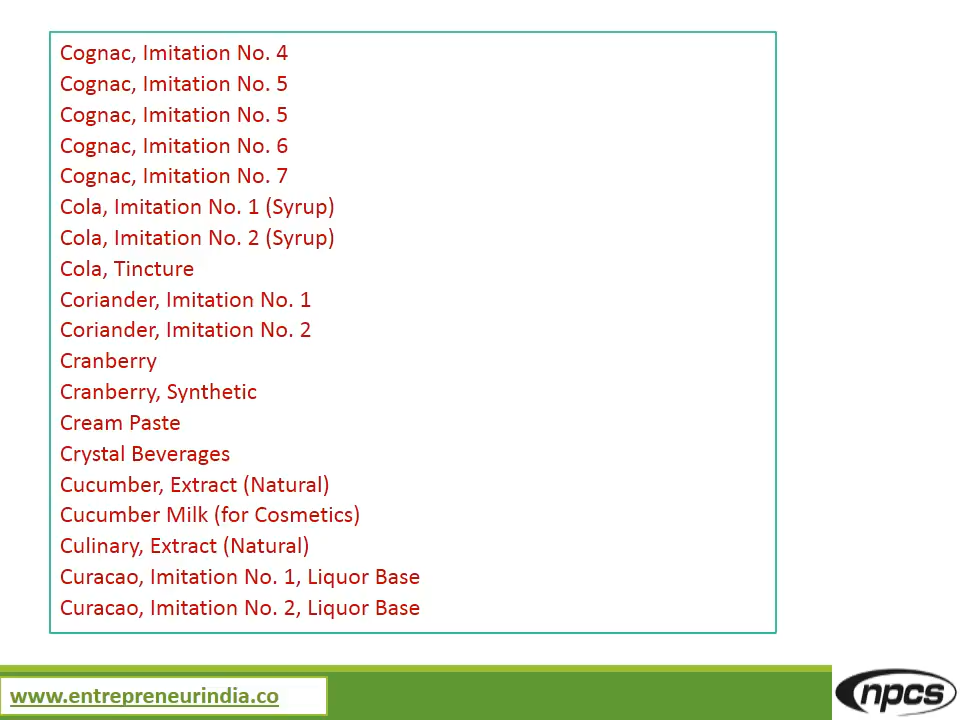 Cognac, Imitation No. 4
Cognac, Imitation No. 5
Cognac, Imitation No. 5
Cognac, Imitation No. 6
Cognac, Imitation No. 7
Cola, Imitation No. 1 (Syrup)
Cola, Imitation No. 2 (Syrup)
Cola, Tincture
Coriander, Imitation No. 1
Coriander, Imitation No. 2
Cranberry
Cranberry, Synthetic
Cream Paste
Crystal Beverages
Cucumber, Extract (Natural)
Cucumber Milk (for Cosmetics)
Culinary, Extract (Natural)
Curacao, Imitation No. 1, Liquor Base
Curacao, Imitation No. 2, Liquor Base
www.entrepreneurindia.co
npcs